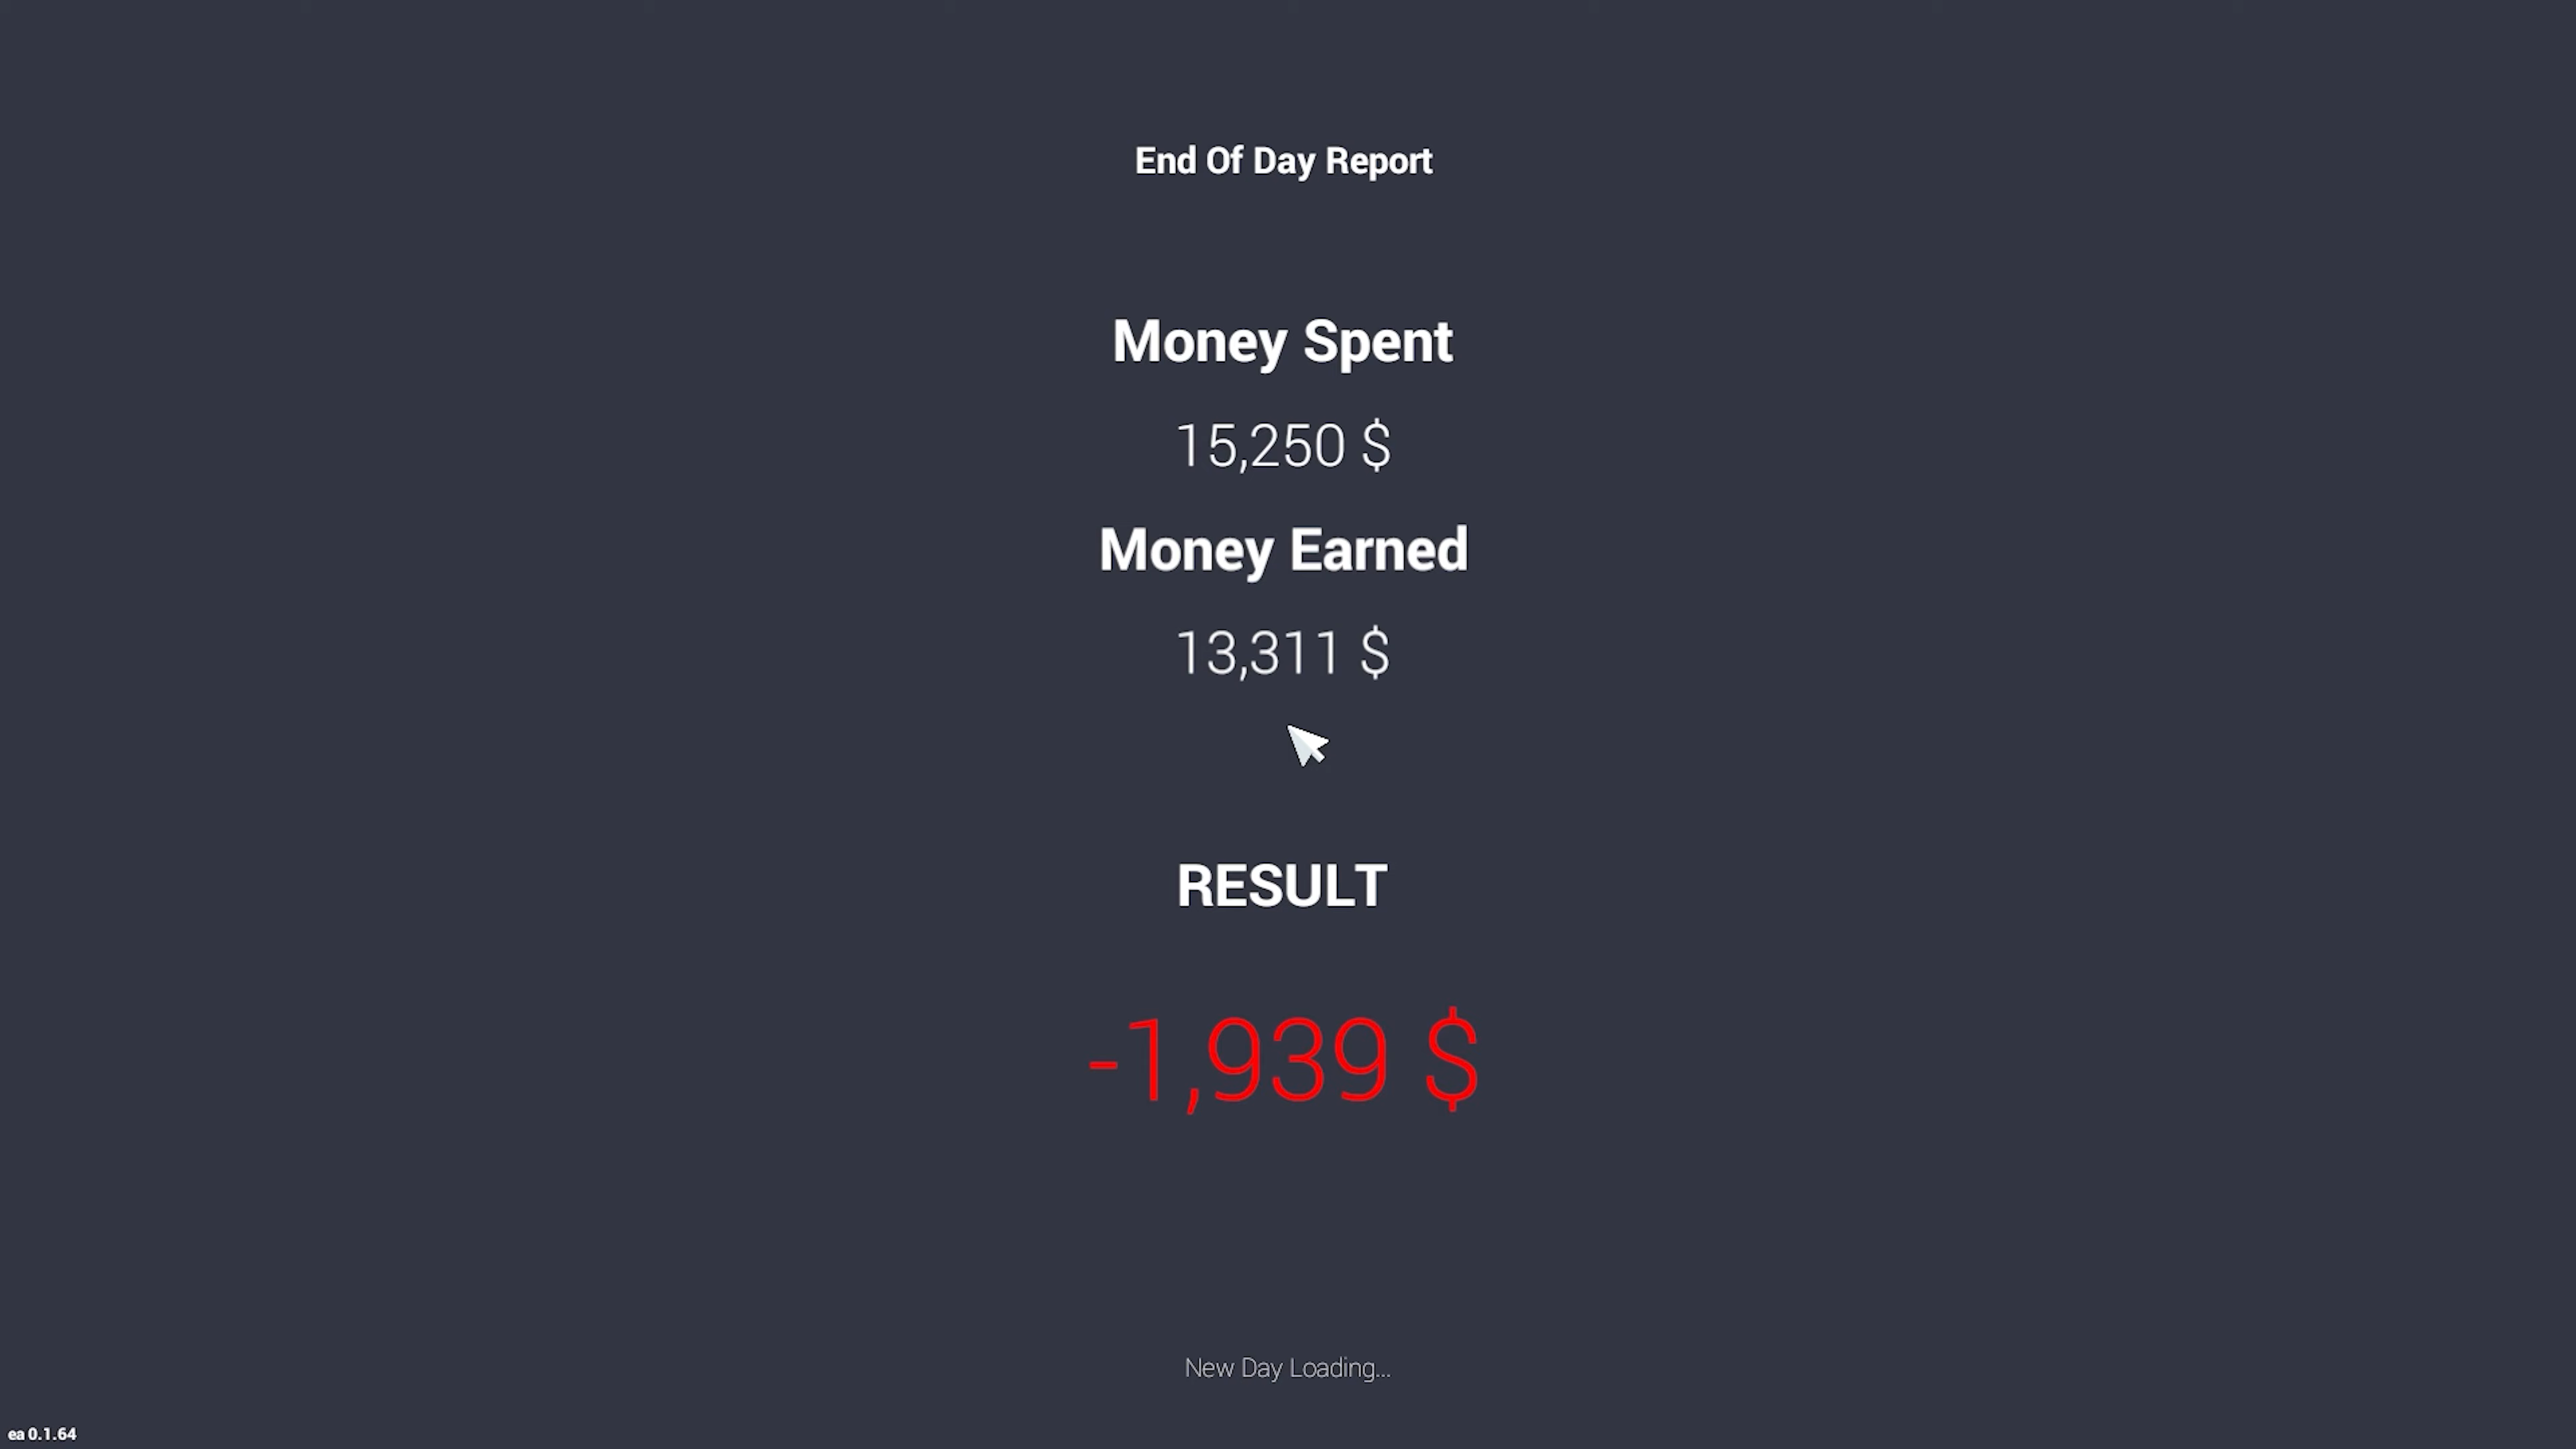 End Of Day Report
Money Spent
15,250 $
Money Earned
13,311 $
RESULT
-1,939 $
New Day Loading...
ea 0.1.64